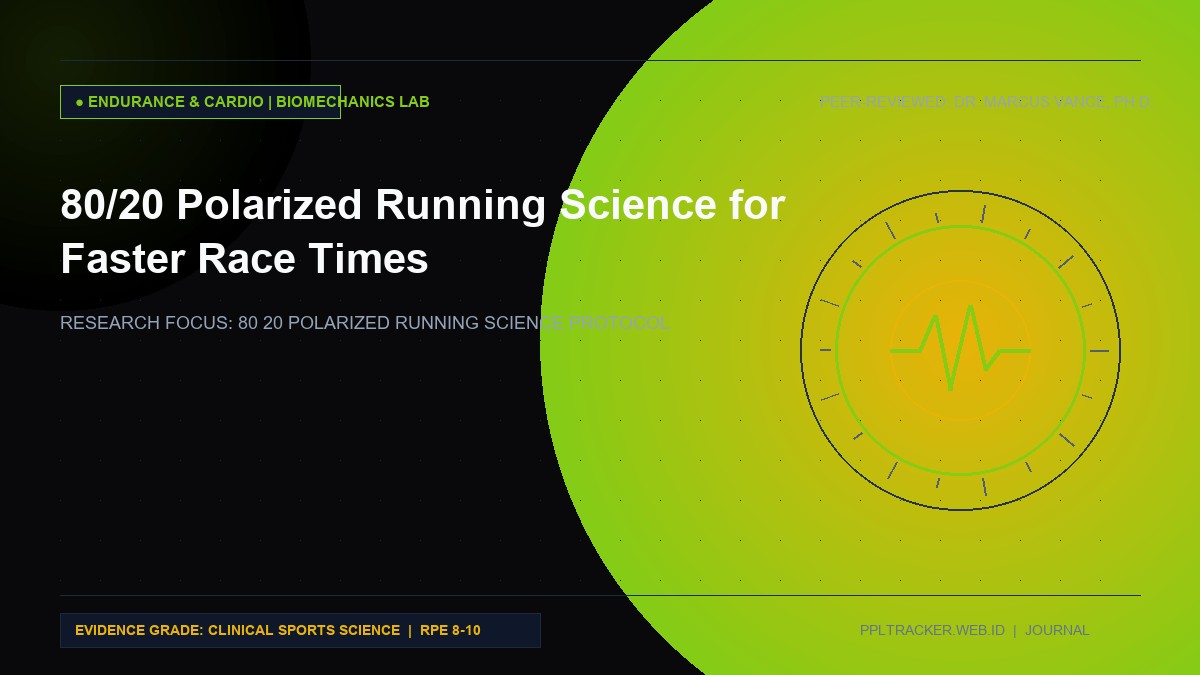 ● ENDURANCE & CARDIO | BIOMECHANICS LAB
PEER-REVIEWED: DR. MARCUS VANCE, PH.D
80/20 Polarized Running Science for
Faster Race Times
RESEARCH FOCUS: 80 20 POLARIZED RUNNING SCIENCE PROTOCOL
EVIDENCE GRADE: CLINICAL SPORTS SCIENCE | RPE 8-10
PPLTRACKER.WEB.ID | JOURNAL